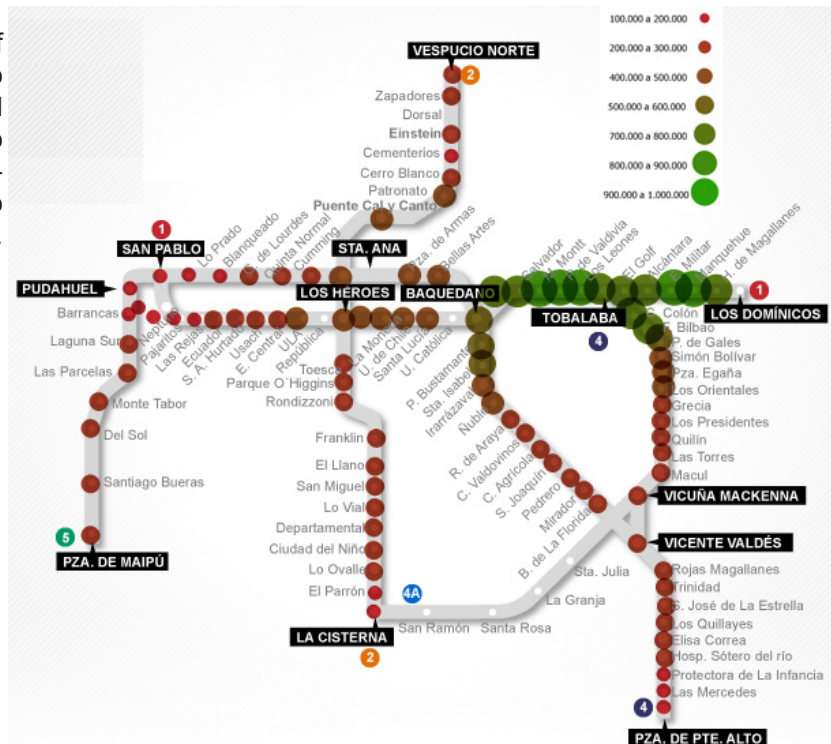 100.000 a 200.000
200.000 a 300.000
400.000 a 500.000
500.000 a 600.000
700.000 a 800.000
800.000 a 900.000
900.000 a 1.000.000
VESPUCIO NORTE
2
Zapadores
Dorsal
Einstein
Cementerios
Cerro Blanco
Patronato
Puente Cal y Canto
1
SAN PABLO
Lo Prado
Blanqueado
de Lourdes
Quinta Normal
Cumming
STA. ANA
Pza. de Armas
Bellas Artes
PUDAHUEL
LOS HÉROES
BAQUEDANO
Salvador
M. Montt
de Valdivia
Los Leones
El Golf
Alcántara
Militar
Manquehue
H. de Magallanes
1
LOS DOMÍNICOS
TOBALABA
4
Barrancas
Laguna Sur
Las Parcelas
Monte Tabor
Del Sol
Santiago Bueras
5
PZA. DE MAIPÚ
Neptuno
Pajaritos
Las Rejas
Ecuador
S. A. Hurtado
Usach
E. Central
ULA
República
La Moneda
U. de Chile
Santa Lucía
U. Católica
Toesca
Parque O´Higgins
Rondizzoni
Franklin
El Llano
San Miguel
Lo Vial
Departamental
Ciudad del Niño
Lo Ovalle
El Parrón
LA CISTERNA
2
4A
San Ramón
Santa Rosa
La Granja
Sta. Julia
P. Bustamante
Sta. Isabel
Irarrázaval
Ñuble
R. de Araya
C. Valdovinos
C. Agrícola
S. Joaquín
Pedrero
Mirador
B. de La Florida
C. Colón
F. Bilbao
P. de Gales
Simón Bolívar
Pza. Egaña
Los Orientales
Grecia
Los Presidentes
Quilín
Las Torres
Macul
VICUÑA MACKENNA
VICENTE VALDÉS
Rojas Magallanes
Trinidad
S. José de La Estrella
Los Quillayes
Elisa Correa
Hosp. Sótero del río
Protectora de La Infancia
Las Mercedes
4
PZA. DE PTE. ALTO